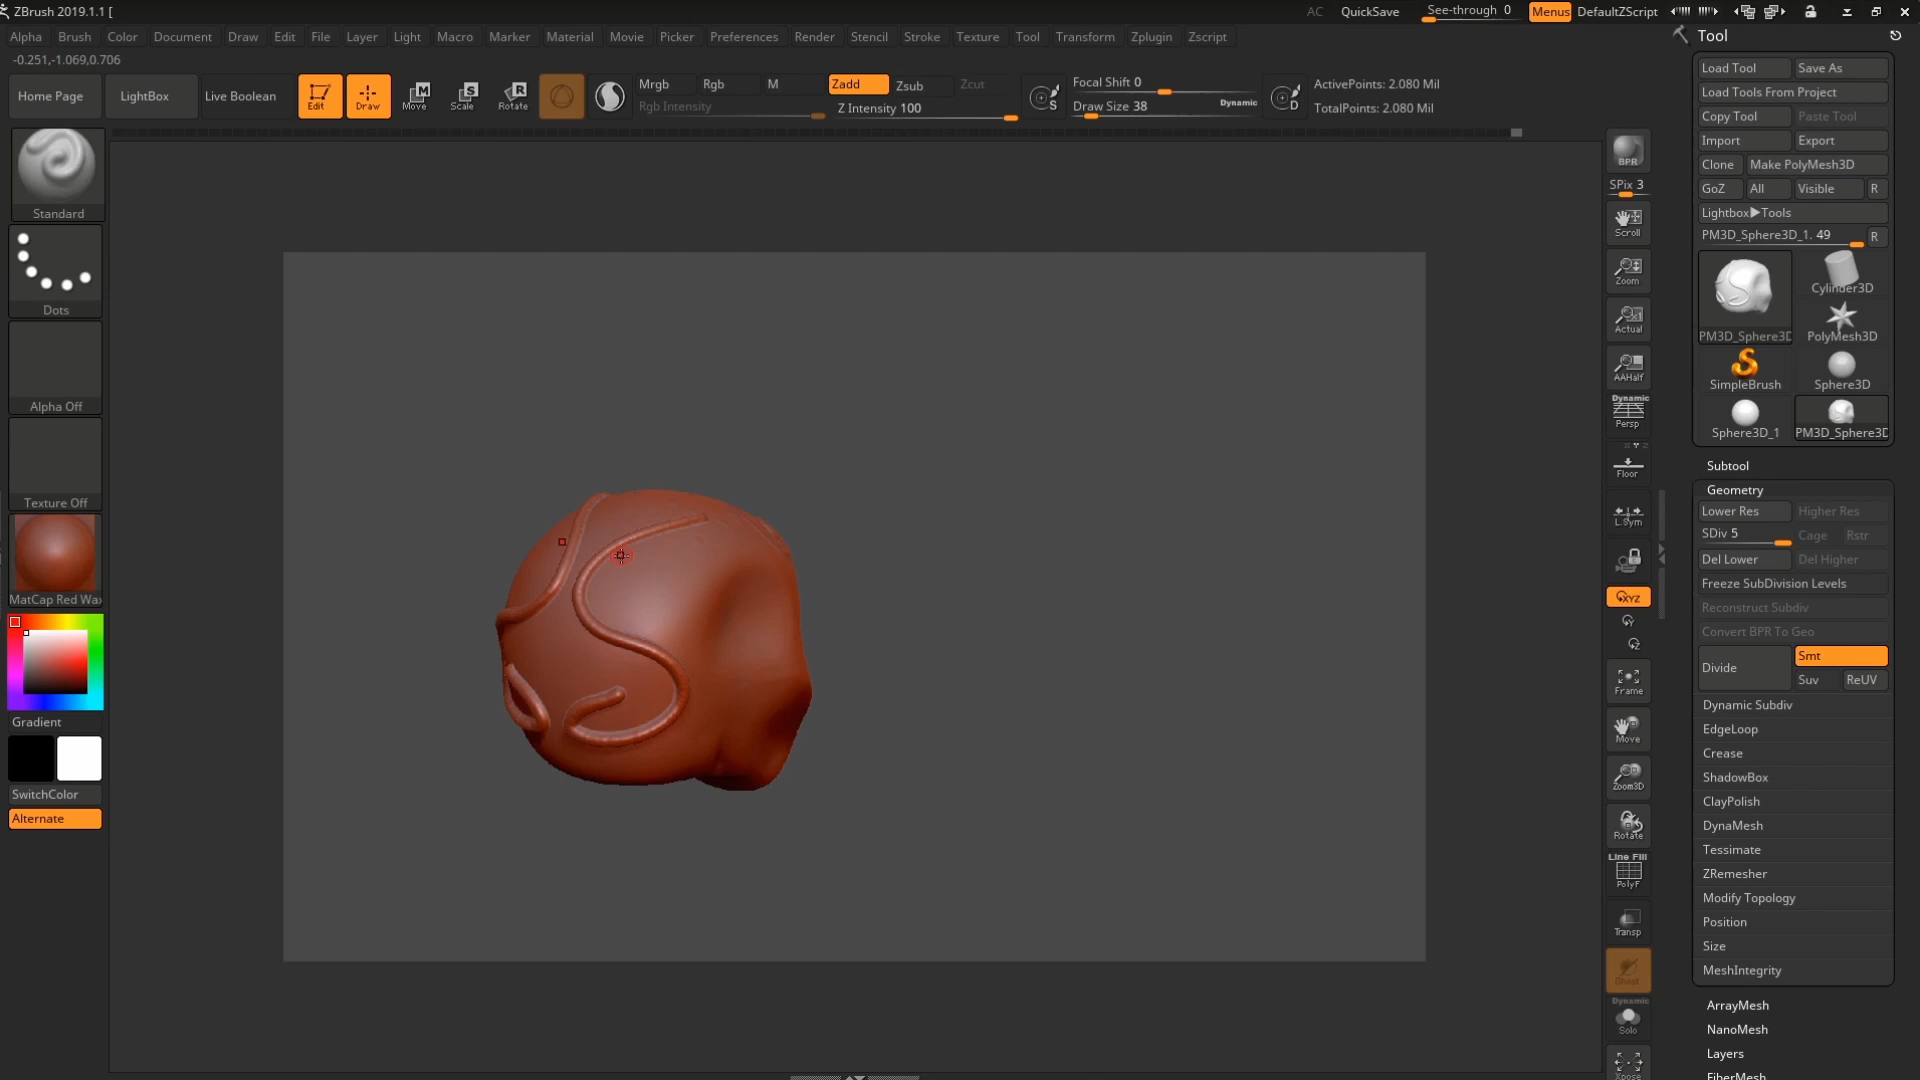 ZBrush 2019.1.1 [
AC QuickSave See-through 0 Menus DefaultZScript
Alpha Brush Color Document Draw Edit File Layer Light Macro Marker Material Movie Picker Preferences Render Stencil Stroke Texture Tool Transform Zplugin Zscript
-0.251,-1.069,0.706
Home Page LightBox Live Boolean Edit Draw Move Scale Rotate
Mrgb Rgb M Zadd Zsub Zcut
Rgb Intensity Z Intensity 100
Focal Shift 0
Draw Size 38 Dynamic
ActivePoints: 2.080 Mil
TotalPoints: 2.080 Mil
Standard
Dots
Alpha Off
Texture Off
MatCap Red Wax
Gradient
SwitchColor
Alternate
BPR
SPix 3
Scroll
Zoom
Actual
AAHalf
Dynamic
Persp
Floor
L.Sym
XYZ
Frame
Move
Zoom3D
Rotate
Line Fill
PolyF
Transp
Ghost
Dynamic
Solo
Xpose
Tool
Load Tool Save As
Load Tools From Project
Copy Tool Paste Tool
Import Export
Clone Make PolyMesh3D
GoZ All Visible R
Lightbox▶Tools
PM3D_Sphere3D_1. 49 R
Cylinder3D
PM3D_Sphere3D PolyMesh3D
SimpleBrush Sphere3D
Sphere3D_1 PM3D_Sphere3D
Subtool
Geometry
Lower Res Higher Res
SDiv 5 Cage Rstr
Del Lower Del Higher
Freeze SubDivision Levels
Reconstruct Subdiv
Convert BPR To Geo
Divide Smt
Suv ReUV
Dynamic Subdiv
EdgeLoop
Crease
ShadowBox
ClayPolish
DynaMesh
Tessimate
ZRemesher
Modify Topology
Position
Size
MeshIntegrity
ArrayMesh
NanoMesh
Layers
FiberMesh